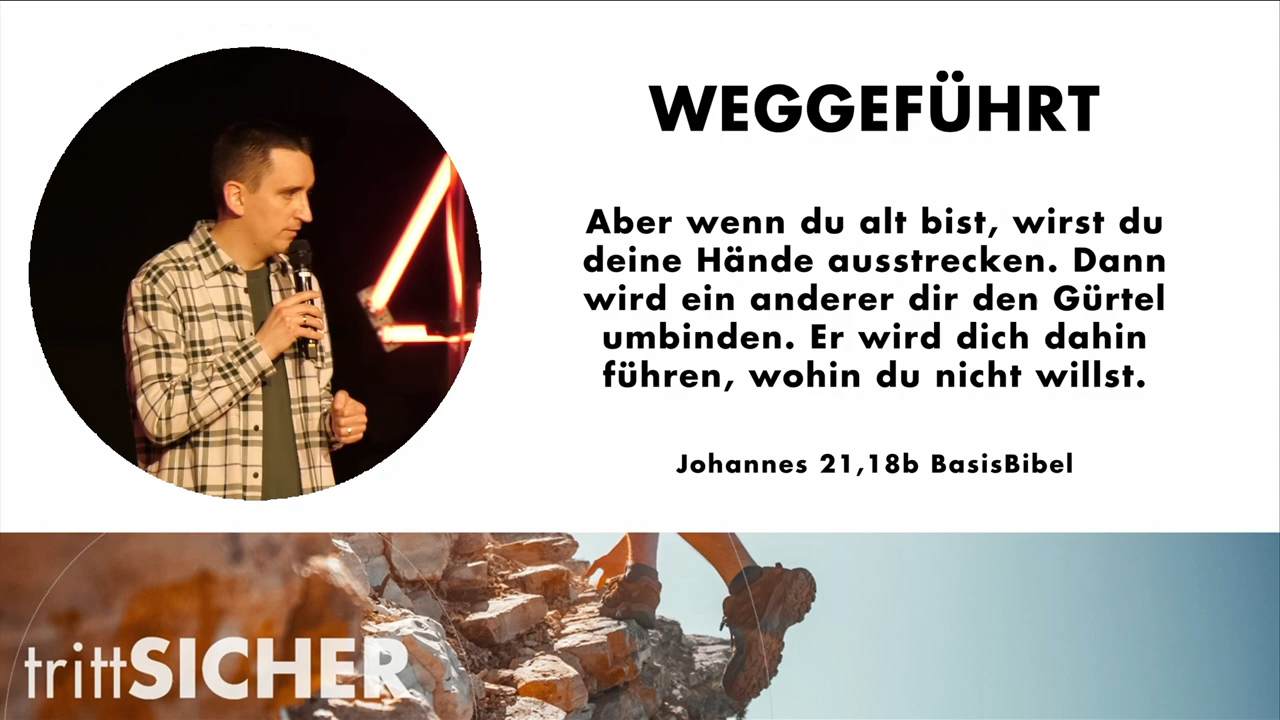 WEGGEFÜHRT
Aber wenn du alt bist, wirst du
deine Hände ausstrecken. Dann
wird ein anderer dir den Gürtel
umbinden. Er wird dich dahin
führen, wohin du nicht willst.
Johannes 21,18b BasisBibel
trittSICHER